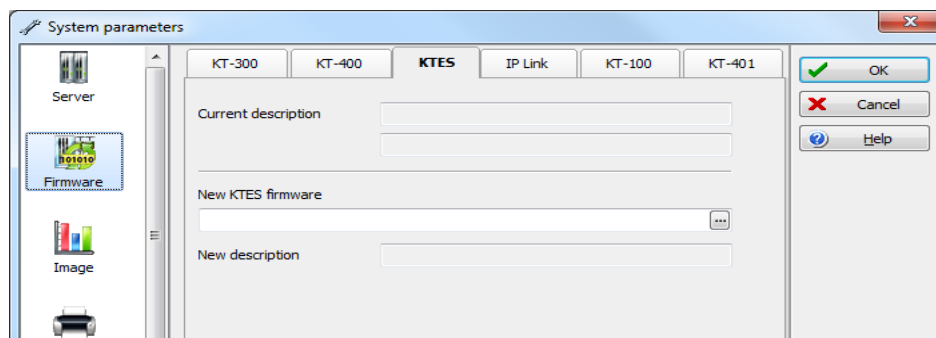 System parameters
Server
Firmware
Image
KT-300 KT-400 KTES IP Link KT-100 KT-401
Current description
New KTES firmware
...
New description
OK
Cancel
Help